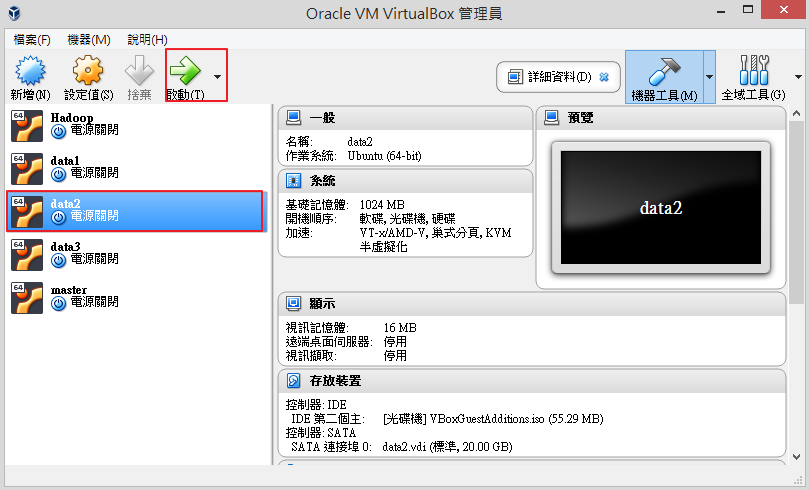 Oracle VM VirtualBox 管理員
檔案(F) 機器(M) 說明(H)
新增(N) 設定值(S) 捨棄 啟動(T) 詳細資料(D) 機器工具(M) 全域工具(G)
64 Hadoop
電源關閉
64 data1
電源關閉
64 data2
電源關閉
64 data3
電源關閉
64 master
電源關閉
一般
名稱: data2
作業系統: Ubuntu (64-bit)
系統
基礎記憶體: 1024 MB
開機順序: 軟碟, 光碟機, 硬碟
加速: VT-x/AMD-V, 巢式分頁, KVM
半虛擬化
預覽
data2
顯示
視訊記憶體: 16 MB
遠端桌面伺服器: 停用
視訊擷取: 停用
存放裝置
控制器: IDE
IDE 第二個主: [光碟機] VBoxGuestAdditions.iso (55.29 MB)
控制器: SATA
SATA 連接埠 0: data2.vdi (標準, 20.00 GB)